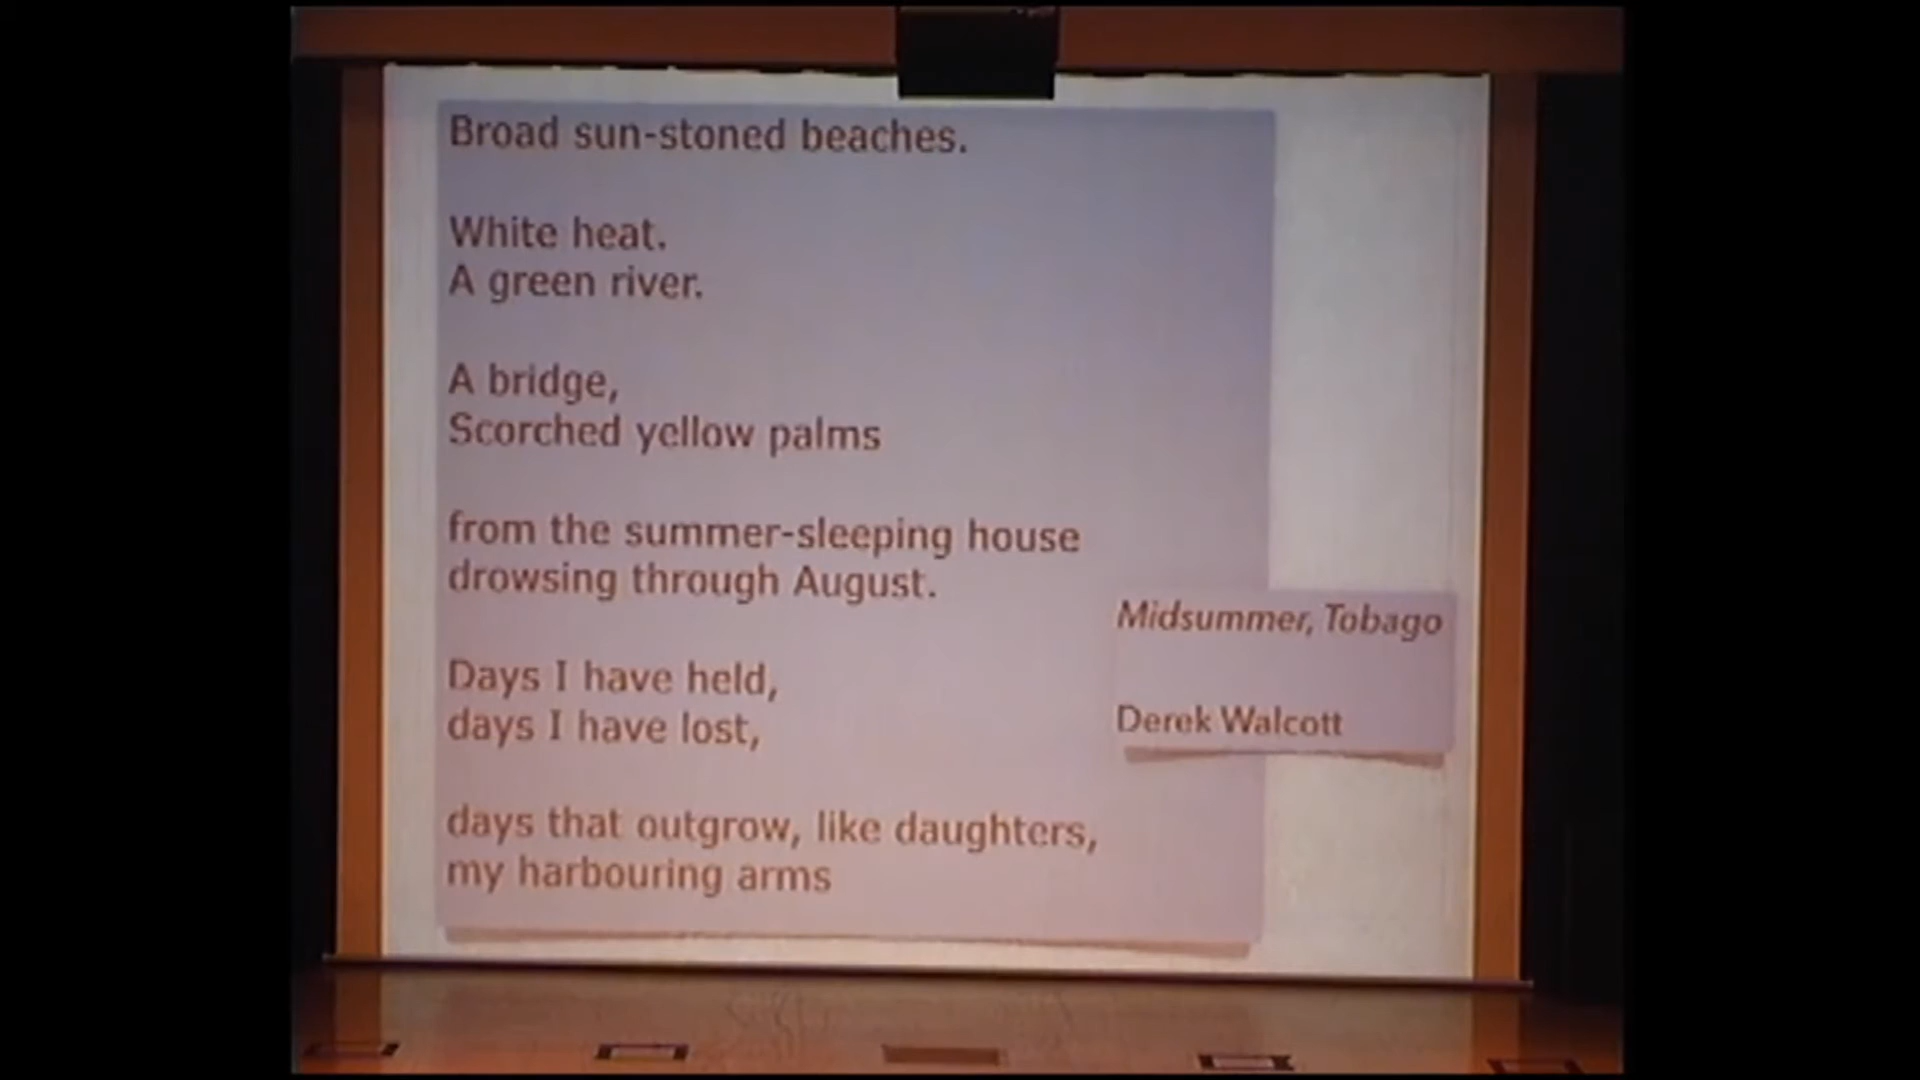 Broad sun-stoned beaches.
White heat.
A green river.
A bridge,
Scorched yellow palms
from the summer-sleeping house
drowsing through August.
Days I have held,
days I have lost,
days that outgrow, like daughters,
my harbouring arms
Midsummer, Tobago
Derek Walcott